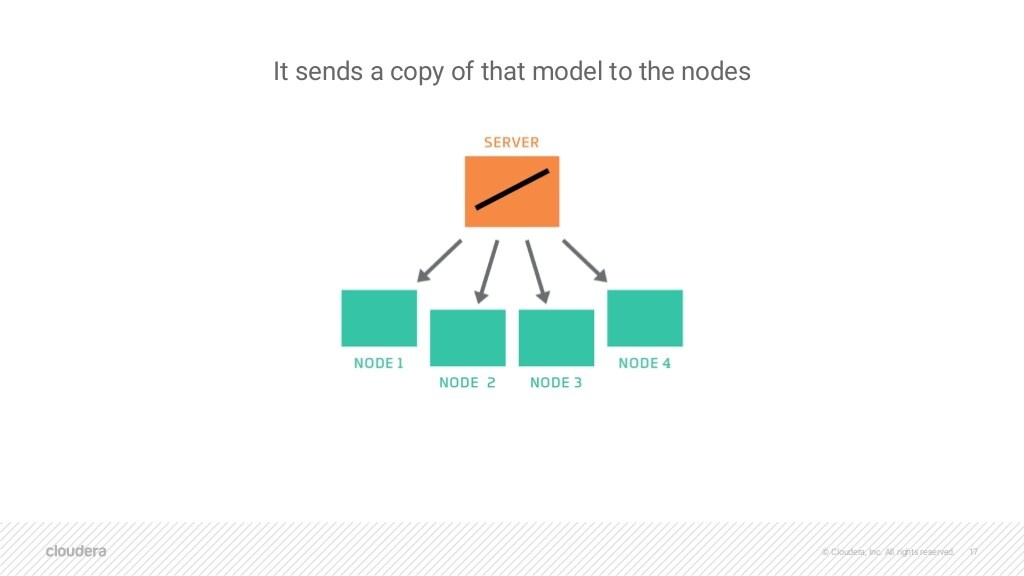 It sends a copy of that model to the nodes
SERVER
NODE 1
NODE 2
NODE 3
NODE 4
cloudera
© Cloudera, Inc. All rights reserved. 17